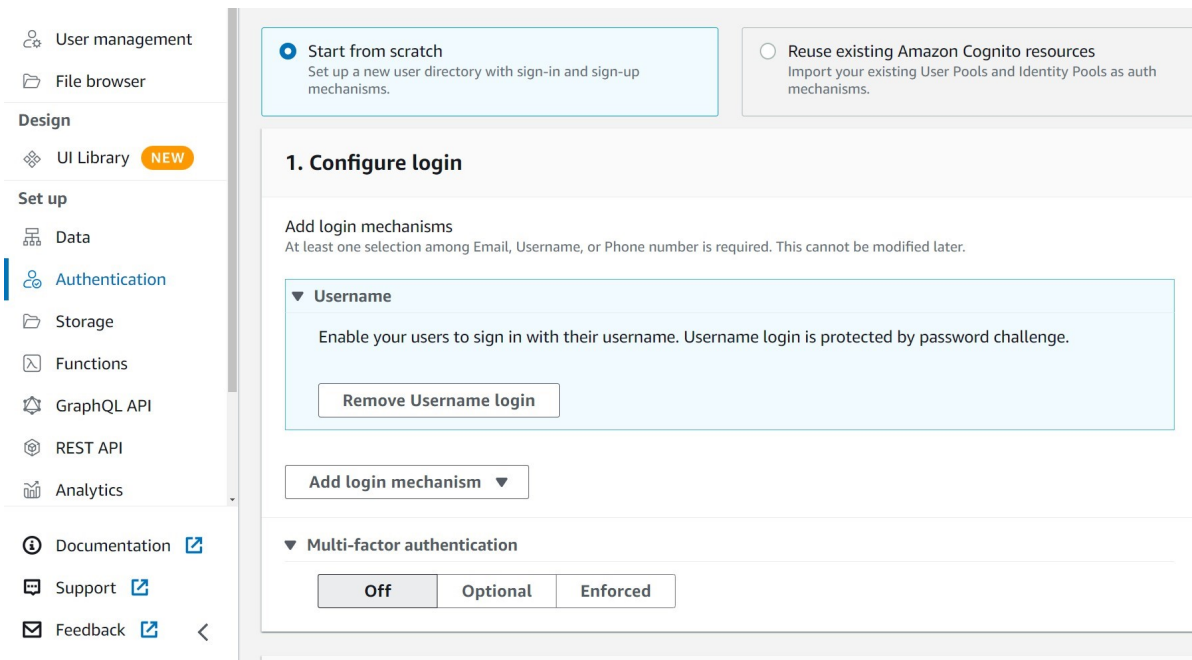 User management
File browser
Design
UI Library NEW
Set up
Data
Authentication
Storage
Functions
GraphQL API
REST API
Analytics
Documentation
Support
Feedback
Start from scratch
Set up a new user directory with sign-in and sign-up
mechanisms.
Reuse existing Amazon Cognito resources
Import your existing User Pools and Identity Pools as auth
mechanisms.
1. Configure login
Add login mechanisms
At least one selection among Email, Username, or Phone number is required. This cannot be modified later.
Username
Enable your users to sign in with their username. Username login is protected by password challenge.
Remove Username login
Add login mechanism
Multi-factor authentication
Off Optional Enforced